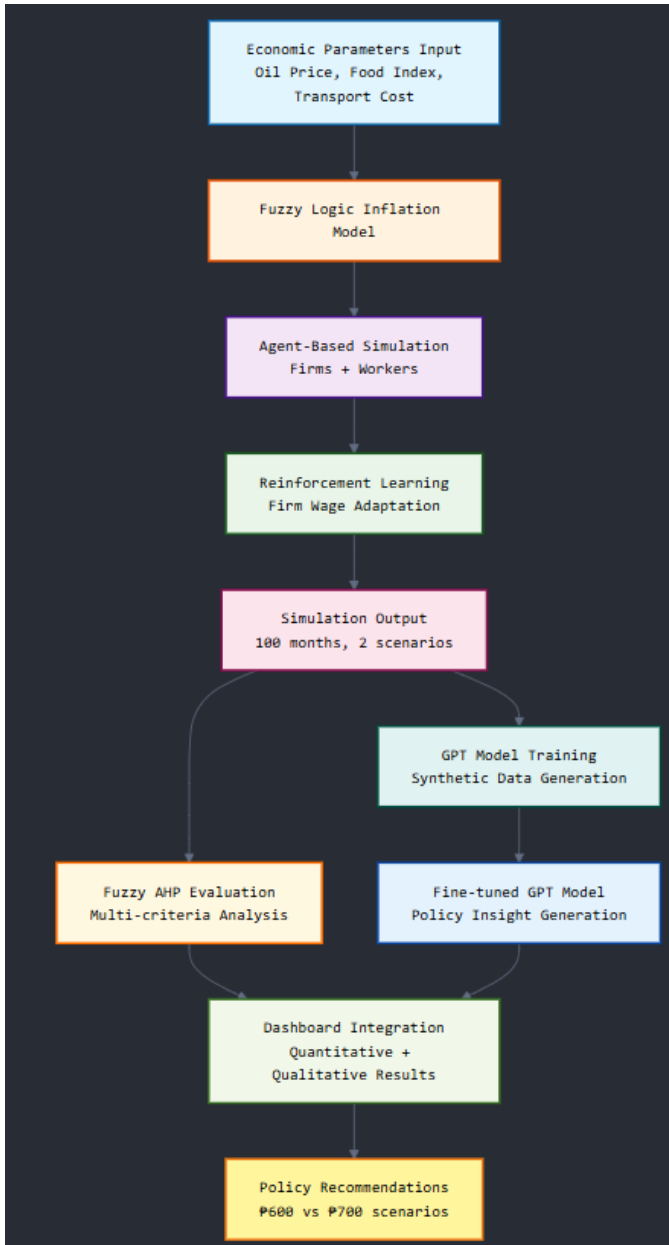 Economic Parameters Input
Oil Price, Food Index,
Transport Cost
Fuzzy Logic Inflation
Model
Agent-Based Simulation
Firms + Workers
Reinforcement Learning
Firm Wage Adaptation
Simulation Output
100 months, 2 scenarios
GPT Model Training
Synthetic Data Generation
Fuzzy AHP Evaluation
Multi-criteria Analysis
Fine-tuned GPT Model
Policy Insight Generation
Dashboard Integration
Quantitative +
Qualitative Results
Policy Recommendations
₱600 vs ₱700 scenarios